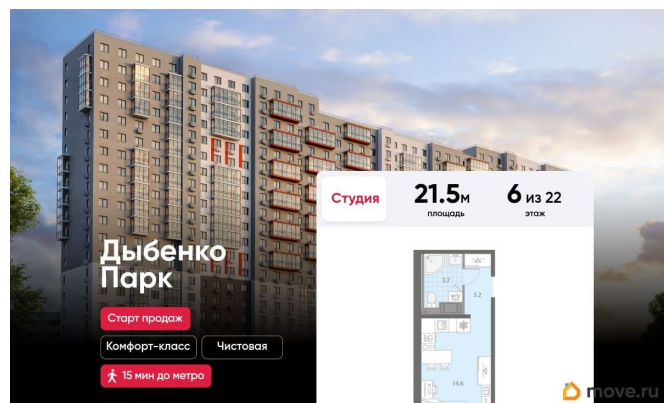 Студия
21.5м
площадь
6 из 22
этаж
Дыбенко
Парк
Старт продаж
Комфорт-класс
Чистовая
15 мин до метро
3.7
3.2
14.6
move.ru